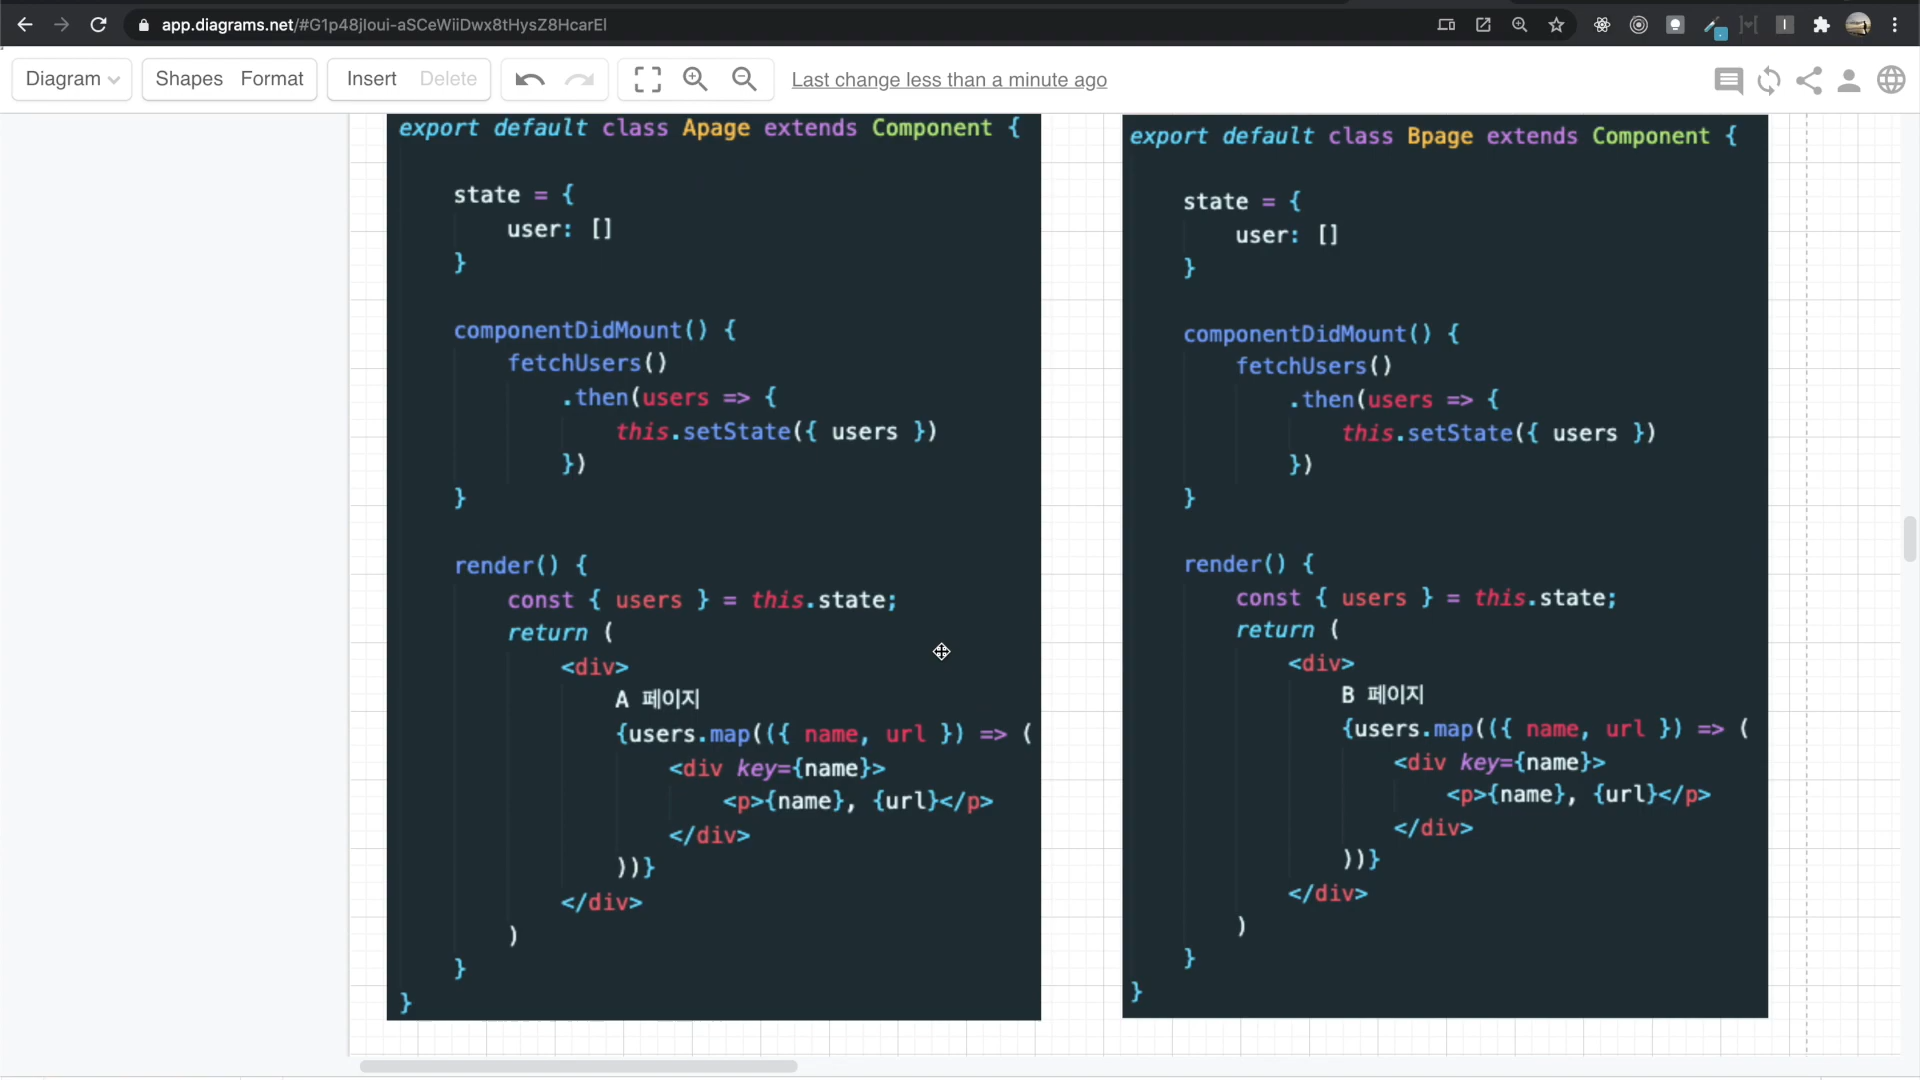 app.diagrams.net/#G1p48jIoui-aSCeWiiDwx8tHysZ8HcarEl
Diagram Shapes Format Insert Delete Last change less than a minute ago
export default class Apage extends Component {
state = {
user: []
}
componentDidMount() {
fetchUsers()
.then(users => {
this.setState({ users })
})
}
render() {
const { users } = this.state;
return (
<div>
A 페이지
{users.map(({ name, url }) => (
<div key={name}>
<p>{name}, {url}</p>
</div>
))}
</div>
)
}
}
export default class Bpage extends Component {
state = {
user: []
}
componentDidMount() {
fetchUsers()
.then(users => {
this.setState({ users })
})
}
render() {
const { users } = this.state;
return (
<div>
B 페이지
{users.map(({ name, url }) => (
<div key={name}>
<p>{name}, {url}</p>
</div>
))}
</div>
)
}
}